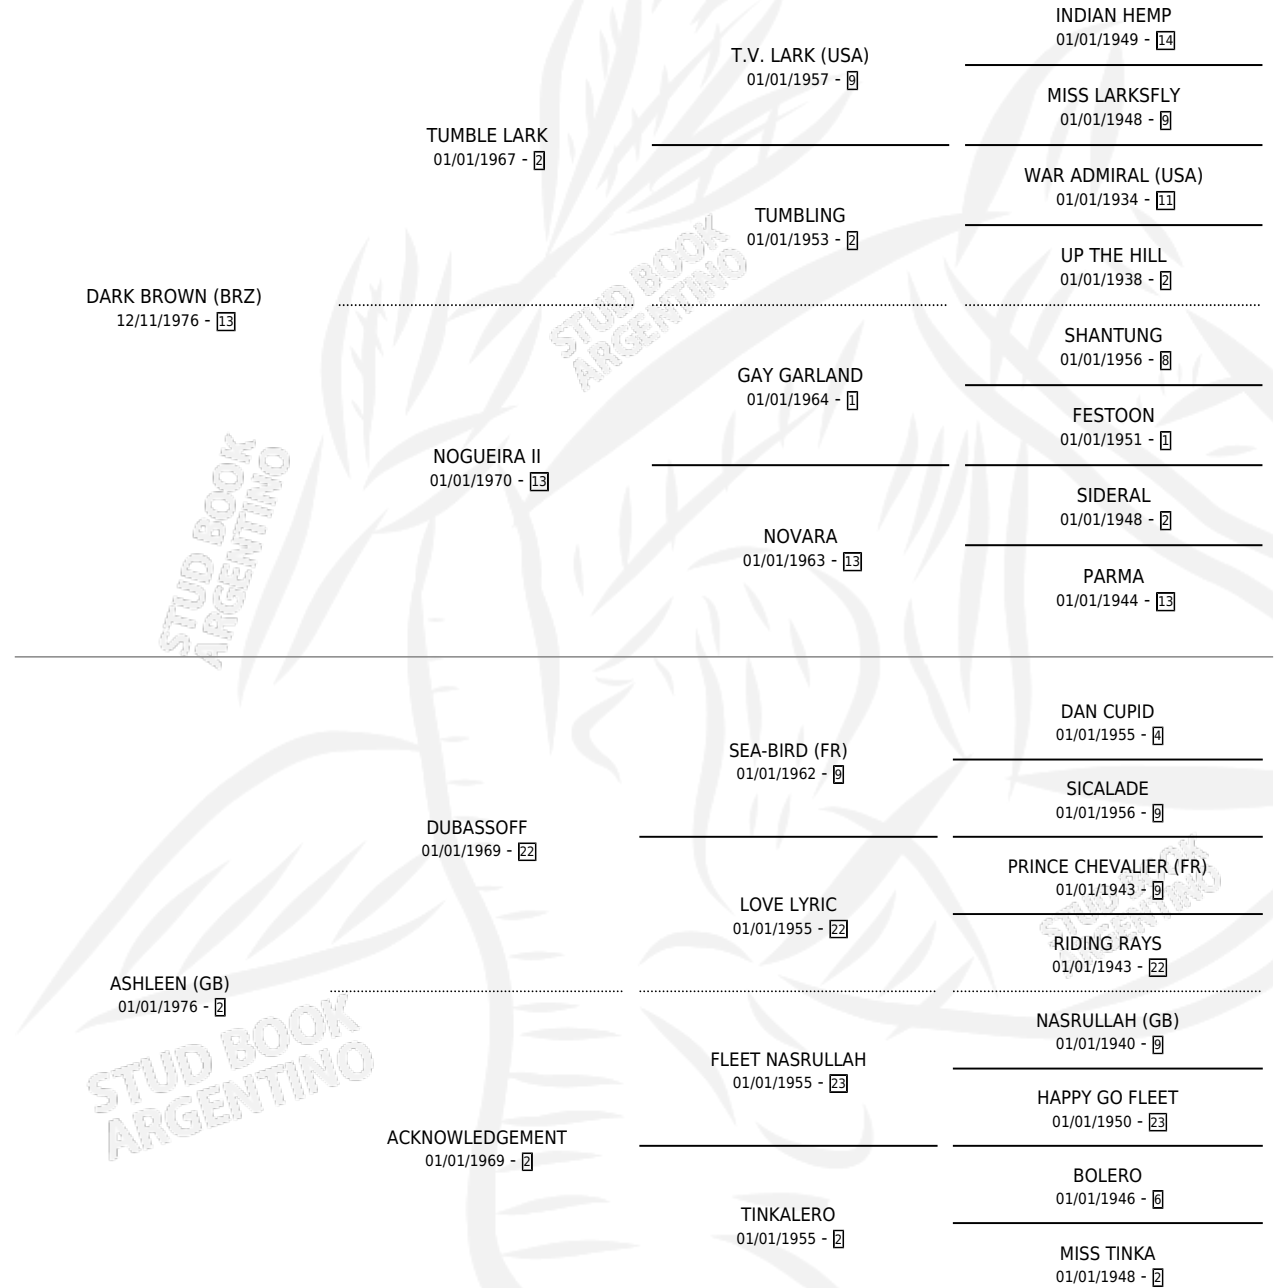 INDIAN HEMP
01/01/1949 - 14
T.V. LARK (USA)
01/01/1957 - 9
MISS LARKSFLY
01/01/1948 - 9
TUMBLE LARK
01/01/1967 - 2
WAR ADMIRAL (USA)
01/01/1934 - 11
TUMBLING
01/01/1953 - 2
UP THE HILL
01/01/1938 - 2
DARK BROWN (BRZ)
12/11/1976 - 13
SHANTUNG
01/01/1956 - 8
GAY GARLAND
01/01/1964 - 1
FESTOON
01/01/1951 - 1
NOGUEIRA II
01/01/1970 - 13
SIDERAL
01/01/1948 - 2
NOVARA
01/01/1963 - 13
PARMA
01/01/1944 - 13
STUD BOOK
ARGENTINO
STUD BOOK
ARGENTINO
DAN CUPID
01/01/1955 - 4
SEA-BIRD (FR)
01/01/1962 - 9
SICALADE
01/01/1956 - 9
DUBASSOFF
01/01/1969 - 22
PRINCE CHEVALIER (FR)
01/01/1943 - 9
LOVE LYRIC
01/01/1955 - 22
RIDING RAYS
01/01/1943 - 22
STUD BOOK
ARGENTINO
ASHLEEN (GB)
01/01/1976 - 2
NASRULLAH (GB)
01/01/1940 - 9
FLEET NASRULLAH
01/01/1955 - 23
HAPPY GO FLEET
01/01/1950 - 23
STUD BOOK
ARGENTINO
ACKNOWLEDGEMENT
01/01/1969 - 2
BOLERO
01/01/1946 - 6
TINKALERO
01/01/1955 - 2
MISS TINKA
01/01/1948 - 2